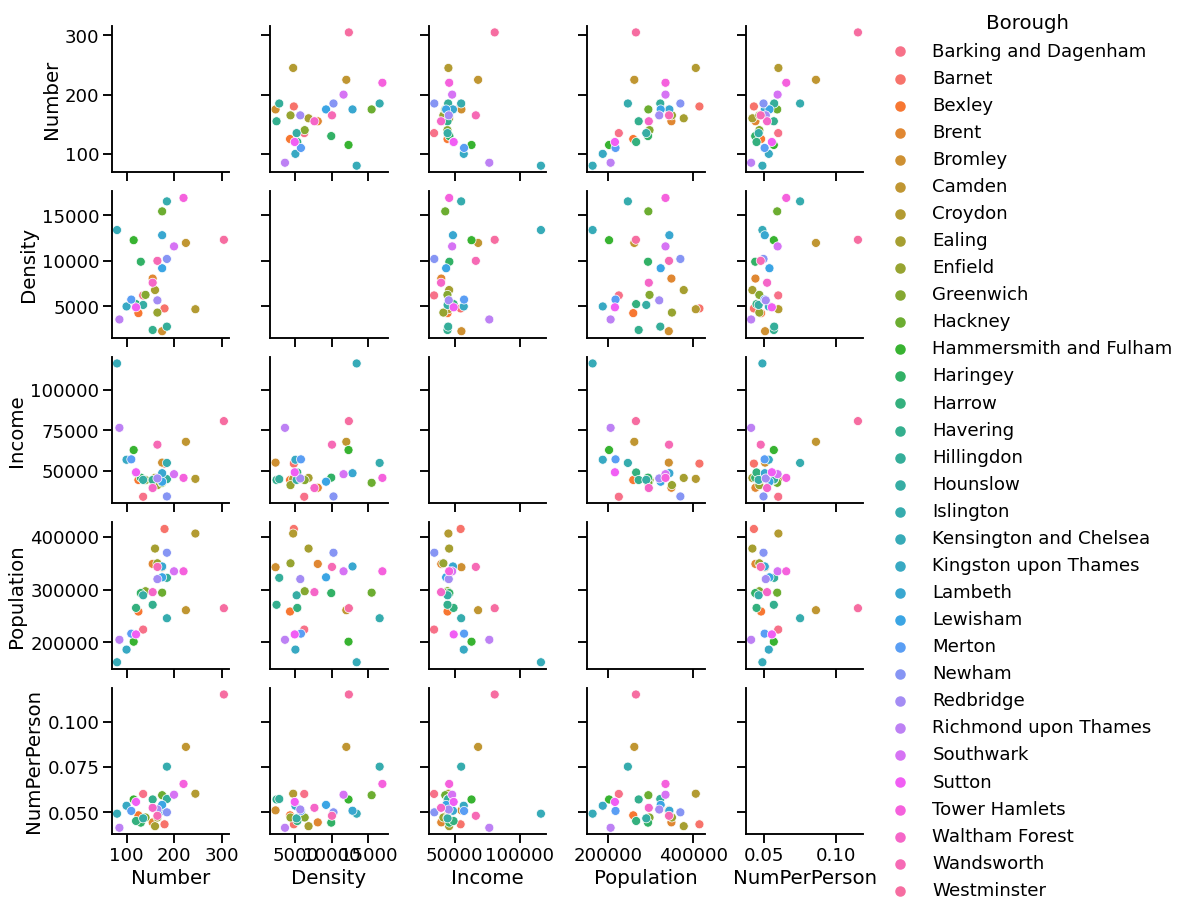 Borough
Barking and Dagenham
Barnet
Bexley
Brent
Bromley
Camden
Croydon
Ealing
Enfield
Greenwich
Hackney
Hammersmith and Fulham
Haringey
Harrow
Havering
Hillingdon
Hounslow
Islington
Kensington and Chelsea
Kingston upon Thames
Lambeth
Lewisham
Merton
Newham
Redbridge
Richmond upon Thames
Southwark
Sutton
Tower Hamlets
Waltham Forest
Wandsworth
Westminster
Number
300
200
100
Density
15000
10000
5000
Income
100000
75000
50000
Population
400000
300000
200000
NumPerPerson
0.100
0.075
0.050
100 200 300
5000 10000 15000
50000 100000
200000 400000
0.05 0.10
Number
Density
Income
Population
NumPerPerson